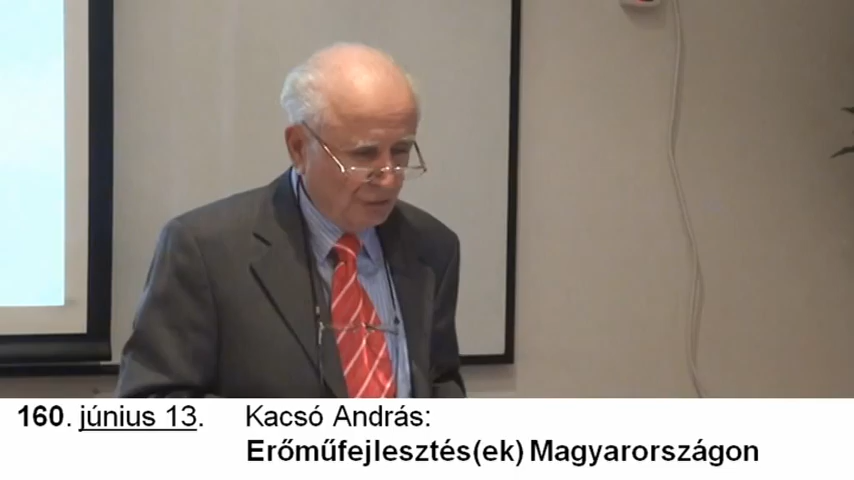 160. június 13. Kacsó András:
Erőműfejlesztés(ek) Magyarországon